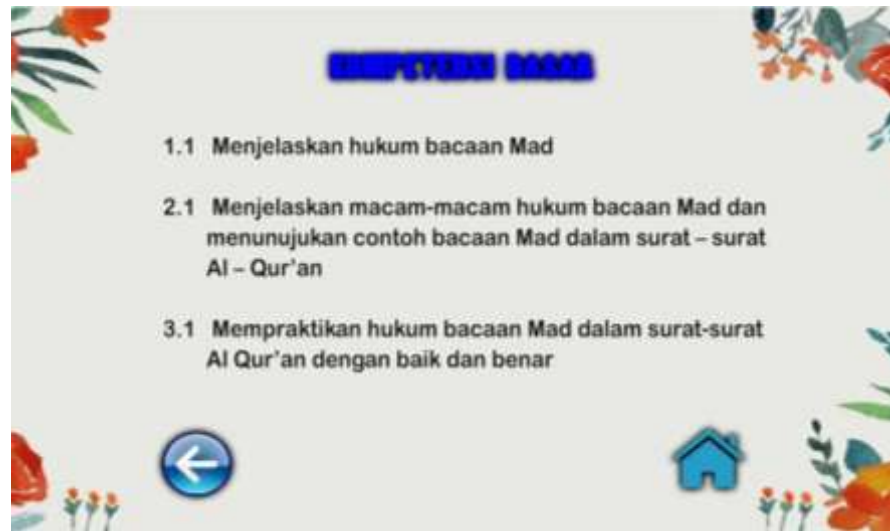 KOMPETENSI DASAR
1.1 Menjelaskan hukum bacaan Mad
2.1 Menjelaskan macam-macam hukum bacaan Mad dan
menunujukan contoh bacaan Mad dalam surat – surat
Al – Qur'an
3.1 Mempraktikan hukum bacaan Mad dalam surat-surat
Al Qur'an dengan baik dan benar